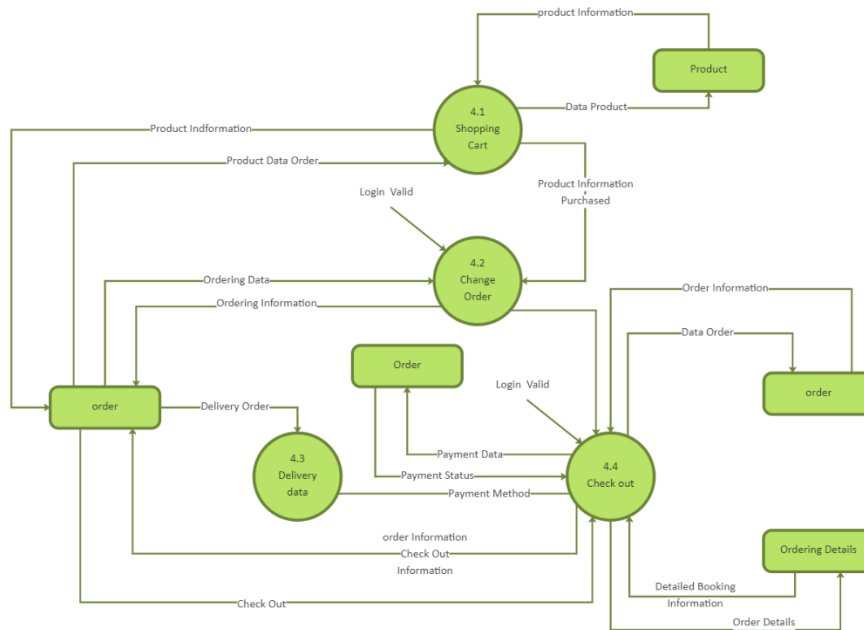 product Information
Product
4.1
Shopping
Cart
Data Product
Product Indformation
Product Data Order
Product Information
Purchased
Login Valid
4.2
Change
Order
Ordering Data
Ordering Information
Order Information
Data Order
Order
Login Valid
order
order
Delivery Order
4.3
Delivery
data
Payment Data
Payment Status
Payment Method
4.4
Check out
order Information
Check Out
Information
Ordering Details
Detailed Booking
Information
Check Out
Order Details